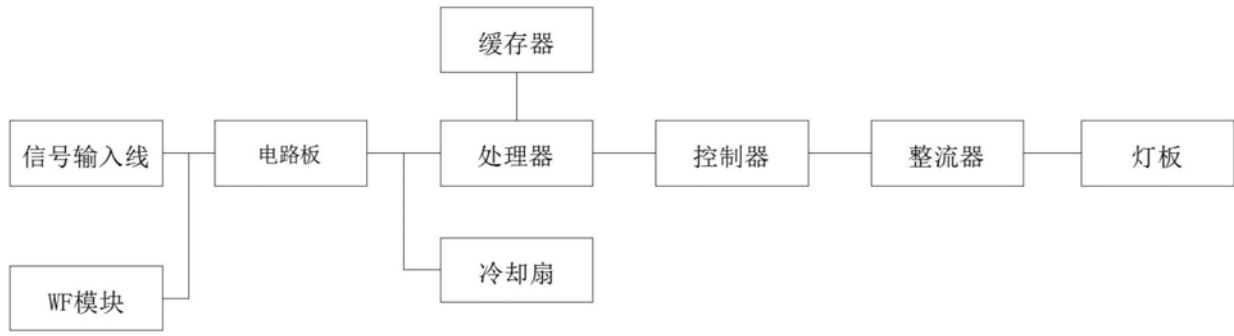 缓存器
信号输入线
电路板
处理器
控制器
整流器
灯板
WF模块
冷却扇